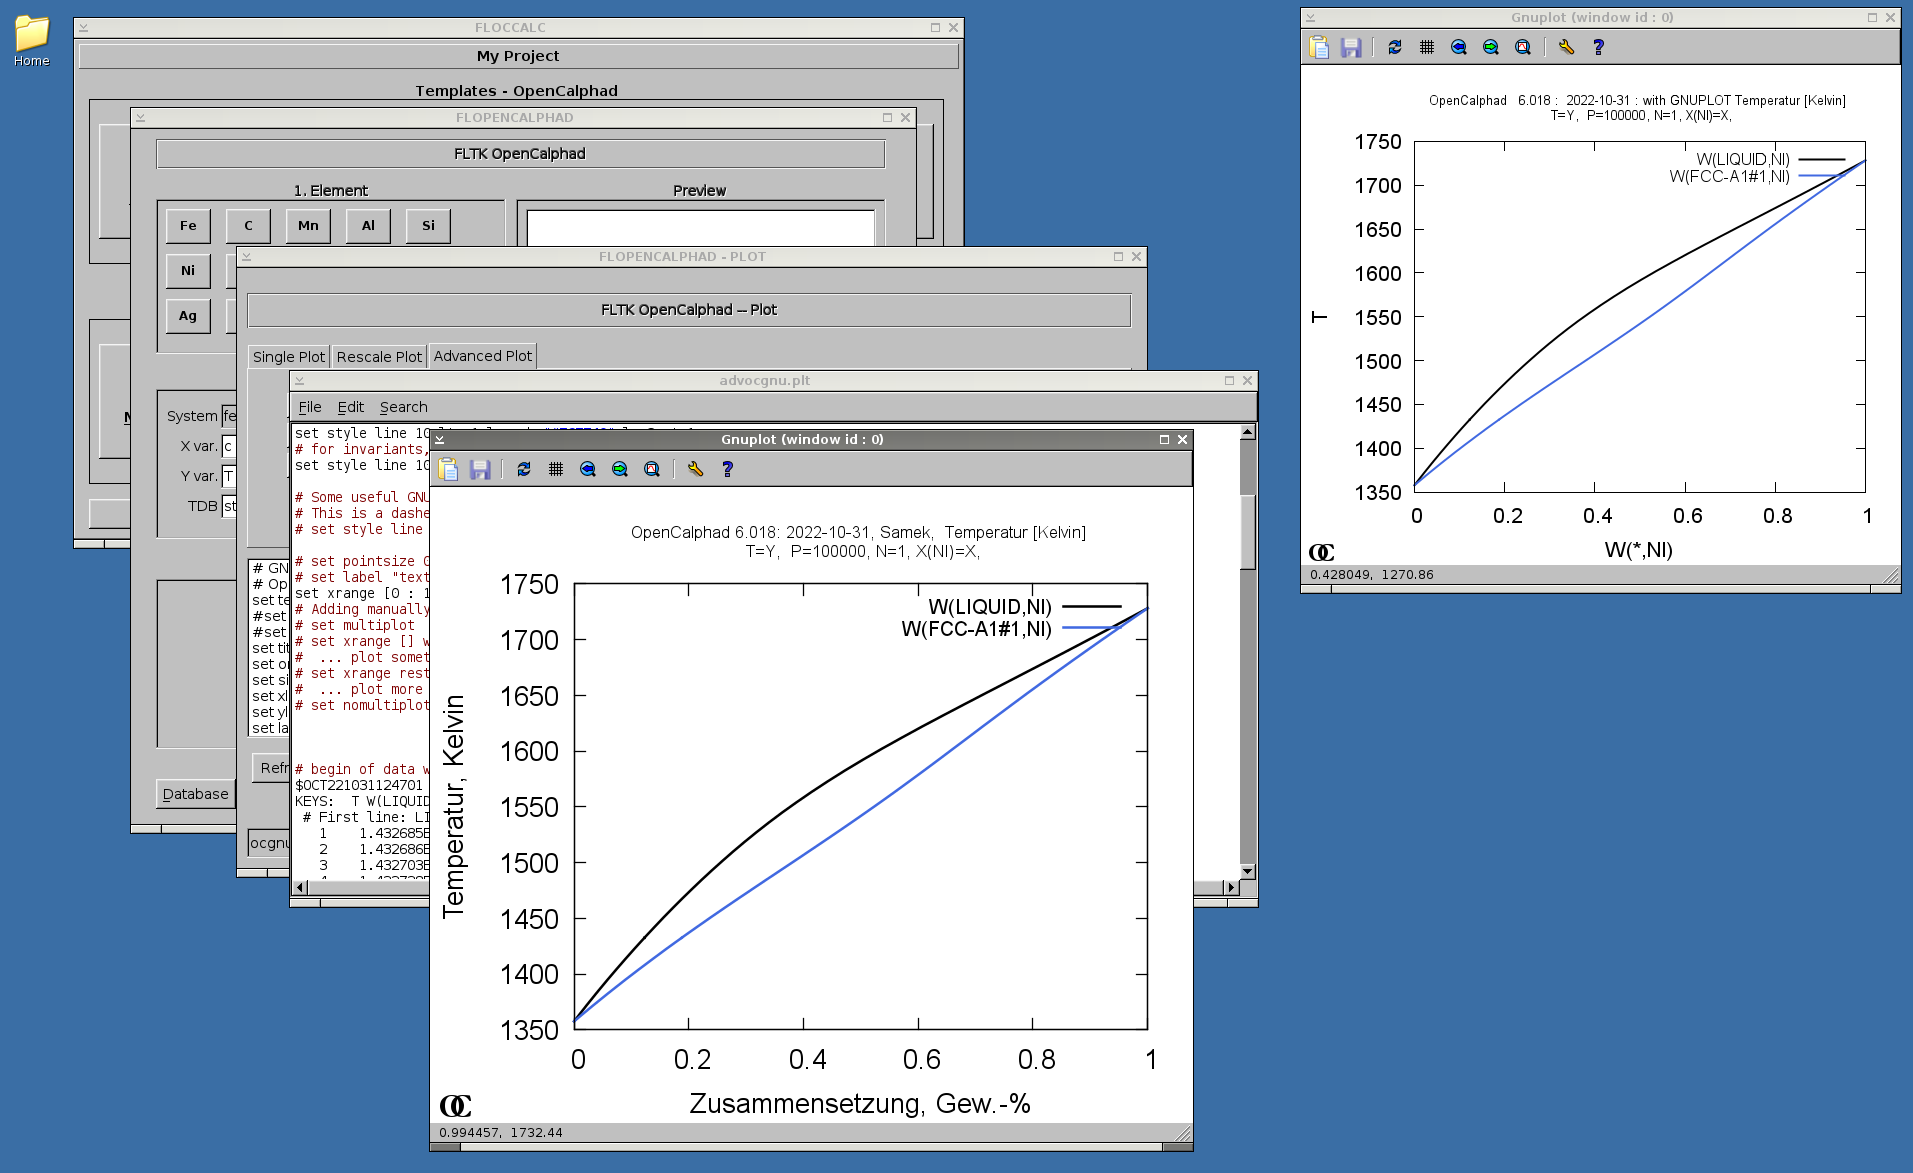 Home
FLOCCALC
My Project
Templates - OpenCalphad
FLOPENCALPHAD
FLTK OpenCalphad
1. Element
Preview
Fe
C
Mn
Al
Si
Ni
Ag
System fe
X var. c
Y var. T
TDB st
Database
FLOPENCALPHAD - PLOT
FLTK OpenCalphad -- Plot
Single Plot
Rescale Plot
Advanced Plot
# GN
# Op
set te
#set
#set
set tit
set or
set si
set xl
set yl
set la
Refr
ocgnu
advocgnu.plt
File
Edit
Search
set style line 10
# for invariants,
set style line 10
# Some useful GNU
# This is a dashe
# set style line
# set pointsize 0
# set label "text
set xrange [0 : 1
# Adding manually
# set multiplot
# set xrange [] w
# ... plot somet
# set xrange rest
# ... plot more
# set nomultiplot
# begin of data w
$OCT221031124701
KEYS: T W(LIQUID
# First line: LI
1 1.432685E
2 1.432686E
3 1.432703E
Gnuplot (window id : 0)
OpenCalphad 6.018: 2022-10-31, Samek, Temperatur [Kelvin]
T=Y, P=100000, N=1, X(NI)=X,
W(LIQUID,NI)
W(FCC-A1#1,NI)
1750
1700
1650
1600
1550
1500
1450
1400
1350
Temperatur, Kelvin
0 0.2 0.4 0.6 0.8 1
Zusammensetzung, Gew.-%
OC
0.994457, 1732.44
Gnuplot (window id : 0)
OpenCalphad 6.018 : 2022-10-31 : with GNUPLOT Temperatur [Kelvin]
T=Y, P=100000, N=1, X(NI)=X,
W(LIQUID,NI)
W(FCC-A1#1,NI)
1750
1700
1650
1600
1550
1500
1450
1400
1350
T
0 0.2 0.4 0.6 0.8 1
W(*,NI)
OC
0.428049, 1270.86